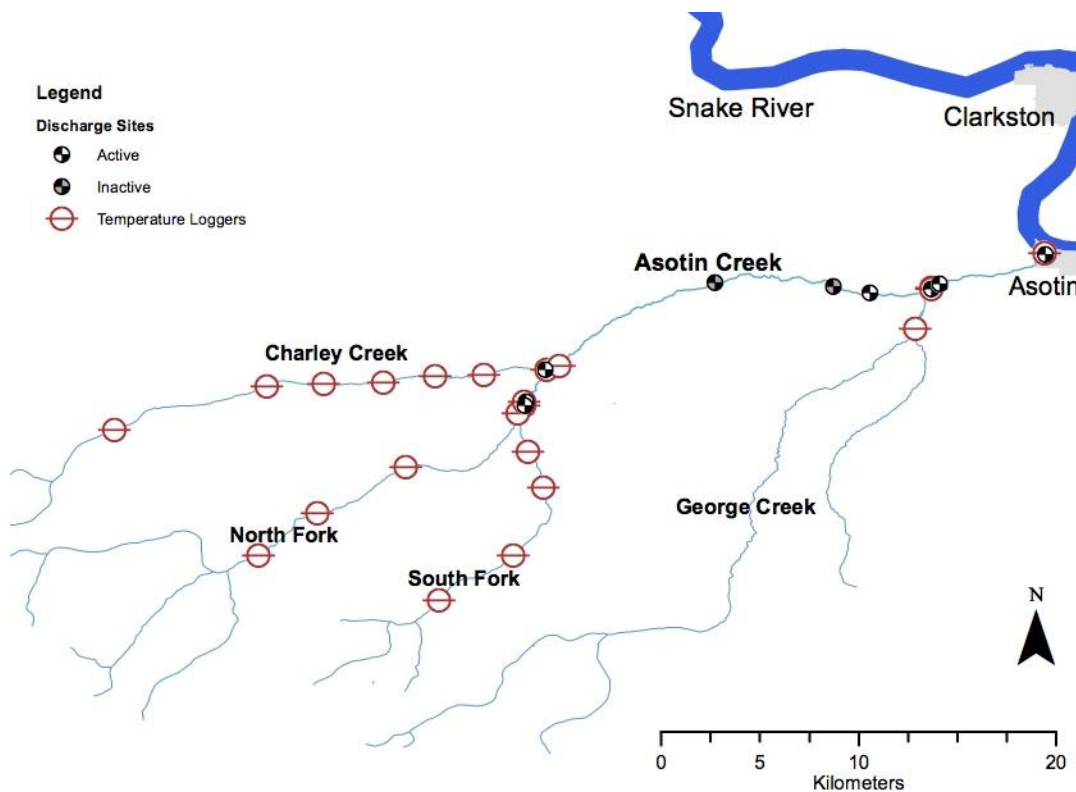 Legend
Discharge Sites
Active
Inactive
Temperature Loggers
Snake River
Clarkston
Asotin Creek
Asotin
Charley Creek
George Creek
North Fork
South Fork
N
0 5 10 20
Kilometers